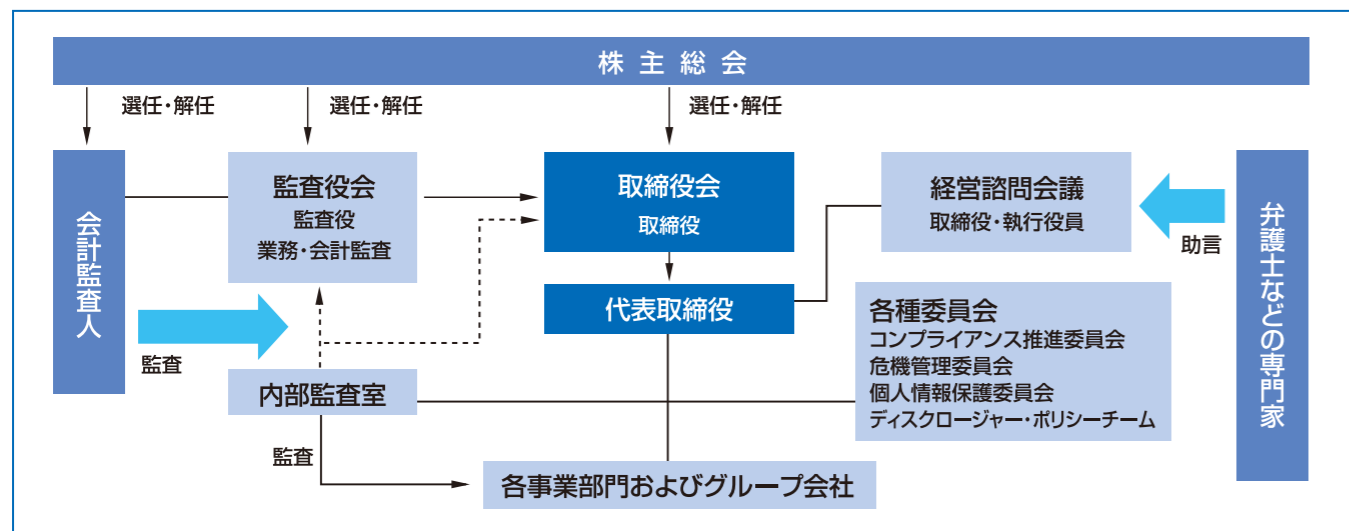 株主総会
選任・解任
選任・解任
選任・解任
会計監査人
監査役会
監査役
業務・会計監査
取締役会
取締役
経営諮問会議
取締役・執行役員
助言
弁護士などの専門家
代表取締役
監査
内部監査室
各種委員会
コンプライアンス推進委員会
危機管理委員会
個人情報保護委員会
ディスクロージャー・ポリシーチーム
監査
各事業部門およびグループ会社